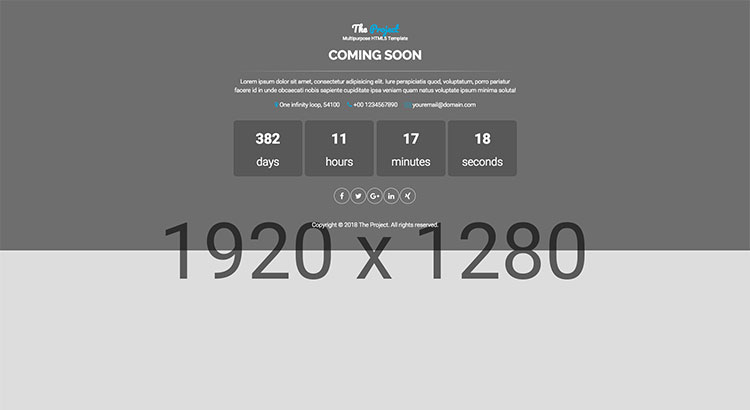 The Project
Multipurpose HTML5 Template
COMING SOON
Lorem ipsum dolor sit amet, consectetur adipisicing elit. Iure perspiciatis quod, voluptatum, porro pariatur
facere id in unde obcaecati nobis sapiente cupiditate ipsa veniam quam natus voluptate ipsum minima soluta!
One infinity loop, 54100 +00 1234567890 youremail@domain.com
382 11 17 18
days hours minutes seconds
Copyright © 2018 The Project. All rights reserved.
1920 x 1280